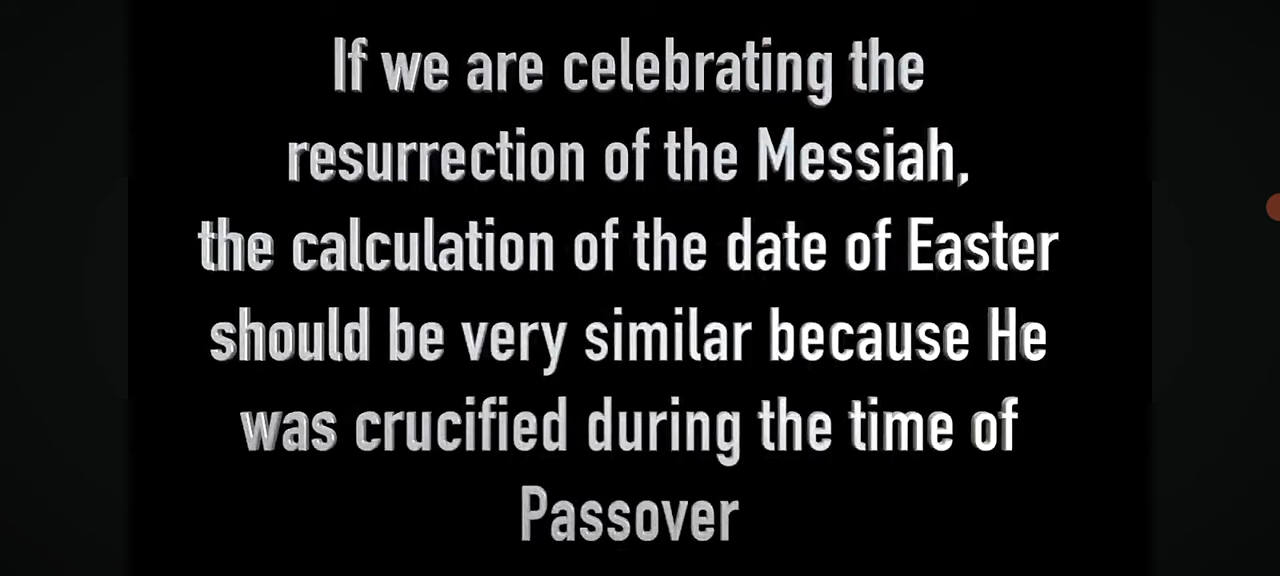 If we are celebrating the
resurrection of the Messiah,
the calculation of the date of Easter
should be very similar because He
was crucified during the time of
Passover